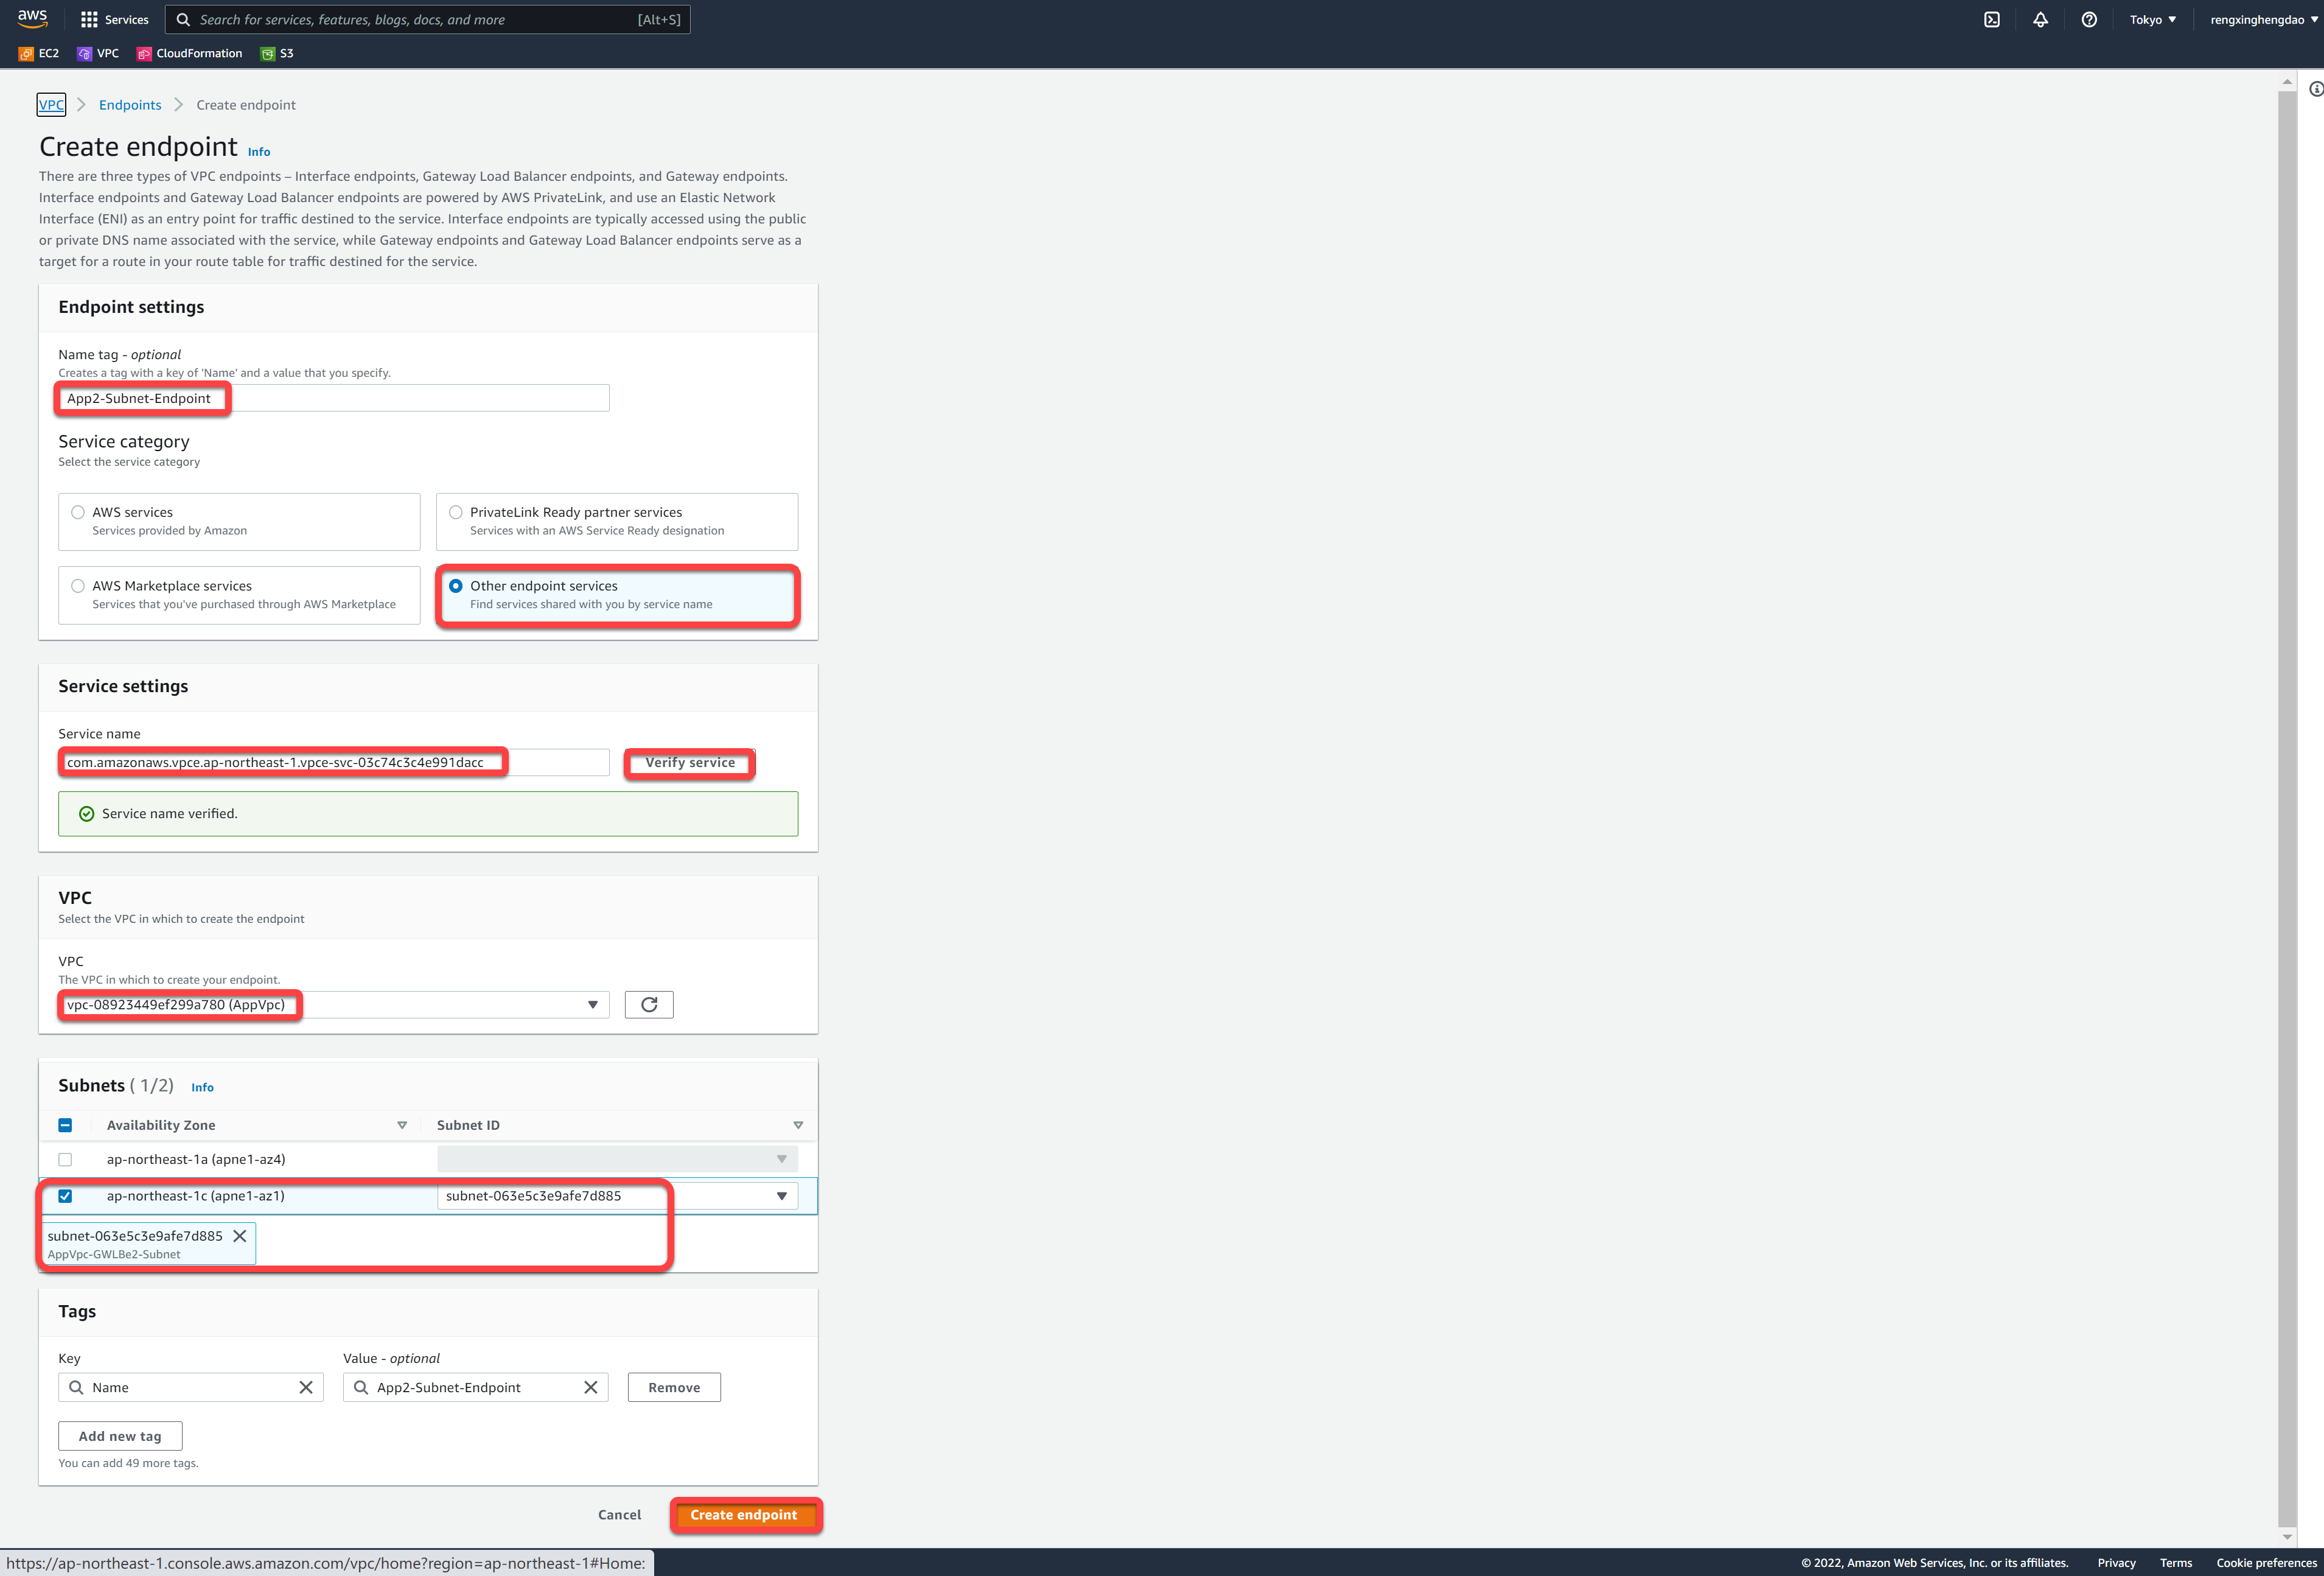 aws
Services
Search for services, features, blogs, docs, and more
[Alt+S]
Tokyo
rengxinghengdao
EC2
VPC
CloudFormation
S3
VPC
Endpoints
Create endpoint
Create endpoint Info
There are three types of VPC endpoints – Interface endpoints, Gateway Load Balancer endpoints, and Gateway endpoints.
Interface endpoints and Gateway Load Balancer endpoints are powered by AWS PrivateLink, and use an Elastic Network
Interface (ENI) as an entry point for traffic destined to the service. Interface endpoints are typically accessed using the public
or private DNS name associated with the service, while Gateway endpoints and Gateway Load Balancer endpoints serve as a
target for a route in your route table for traffic destined for the service.
Endpoint settings
Name tag - optional
Creates a tag with a key of 'Name' and a value that you specify.
App2-Subnet-Endpoint
Service category
Select the service category
AWS services
Services provided by Amazon
PrivateLink Ready partner services
Services with an AWS Service Ready designation
AWS Marketplace services
Services that you've purchased through AWS Marketplace
Other endpoint services
Find services shared with you by service name
Service settings
Service name
com.amazonaws.vpce.ap-northeast-1.vpce-svc-03c74c3c4e991dacc
Verify service
Service name verified.
VPC
Select the VPC in which to create the endpoint
VPC
The VPC in which to create your endpoint.
vpc-08923449ef299a780 (AppVpc)
Subnets ( 1/2) Info
Availability Zone
Subnet ID
ap-northeast-1a (apne1-az4)
ap-northeast-1c (apne1-az1)
subnet-063e5c3e9afe7d885
subnet-063e5c3e9afe7d885
AppVpc-GWLBe2-Subnet
Tags
Key
Value - optional
Name
App2-Subnet-Endpoint
Remove
Add new tag
You can add 49 more tags.
Cancel
Create endpoint
https://ap-northeast-1.console.aws.amazon.com/vpc/home?region=ap-northeast-1#Home:
© 2022, Amazon Web Services, Inc. or its affiliates.
Privacy
Terms
Cookie preferences